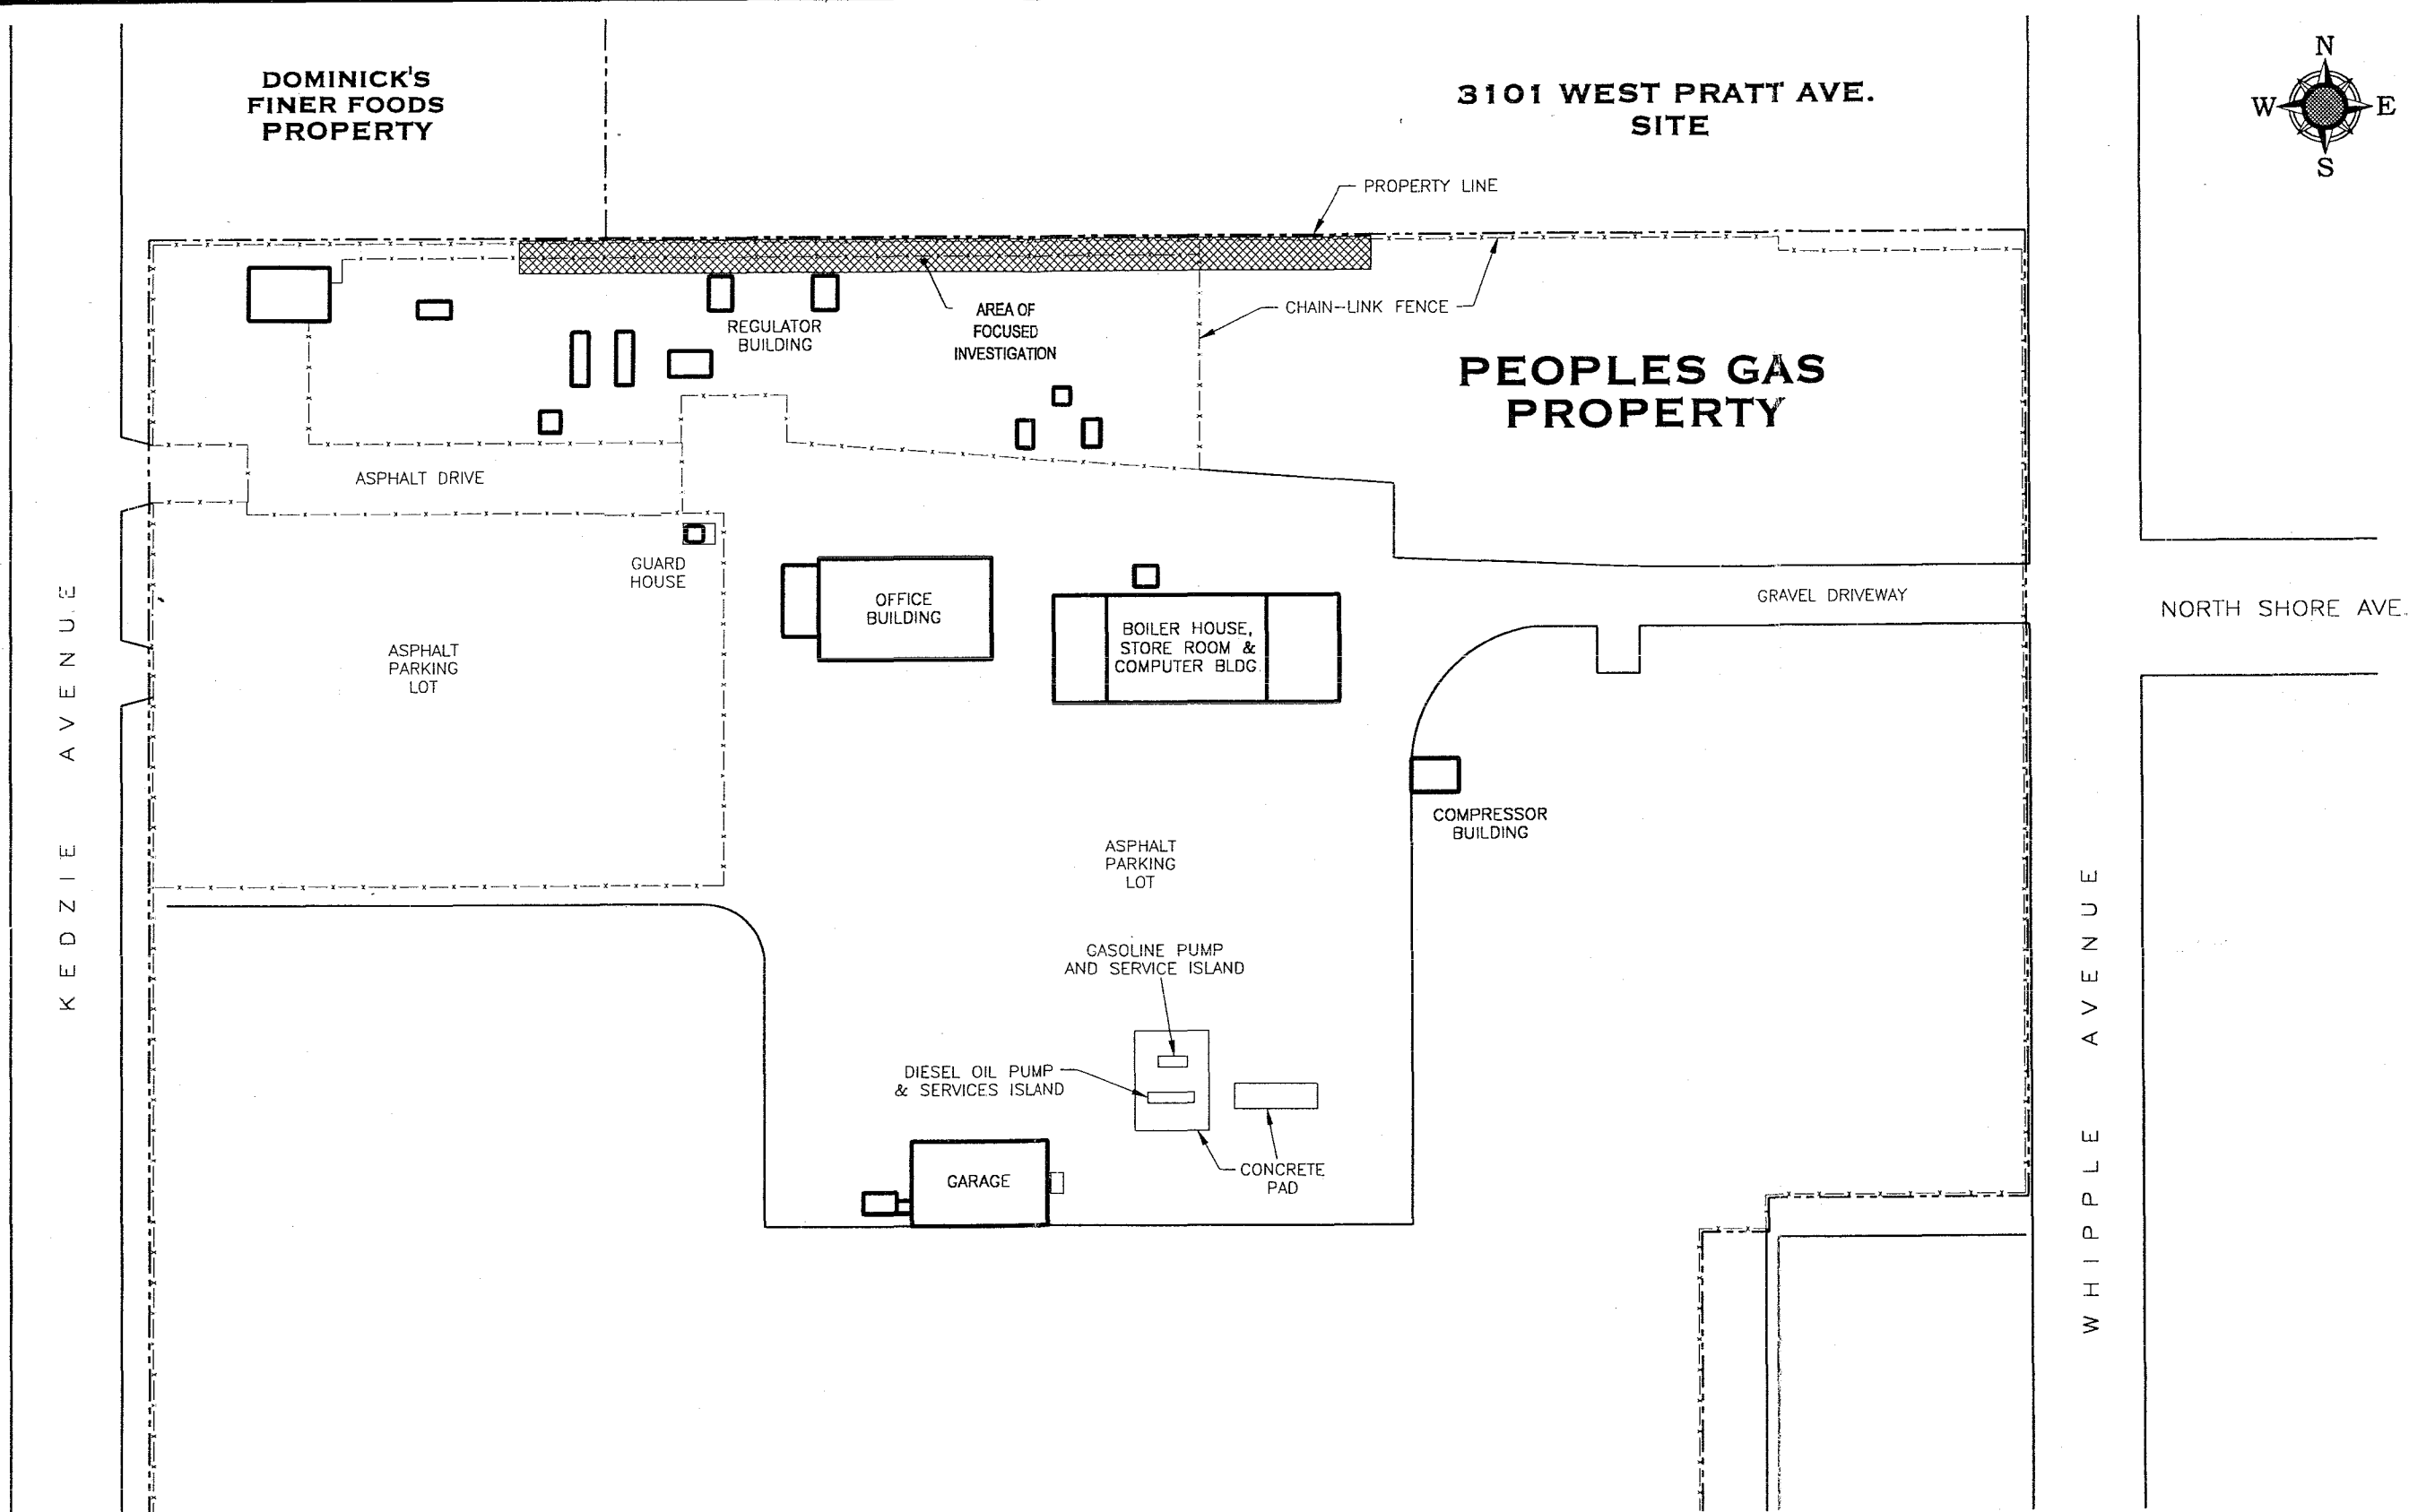 DOMINICK'S
FINER FOODS
PROPERTY
3101 WEST PRATT AVE.
SITE
N
W
E
S
PROPERTY LINE
CHAIN-LINK FENCE
REGULATOR
BUILDING
AREA OF
FOCUSED
INVESTIGATION
PEOPLES GAS
PROPERTY
ASPHALT DRIVE
GUARD
HOUSE
OFFICE
BUILDING
BOILER HOUSE,
STORE ROOM &
COMPUTER BLDG.
GRAVEL DRIVEWAY
NORTH SHORE AVE.
ASPHALT
PARKING
LOT
KEDZIE AVENUE
COMPRESSOR
BUILDING
ASPHALT
PARKING
LOT
GASOLINE PUMP
AND SERVICE ISLAND
DIESEL OIL PUMP
& SERVICES ISLAND
CONCRETE
PAD
GARAGE
WHIPPLE AVENUE